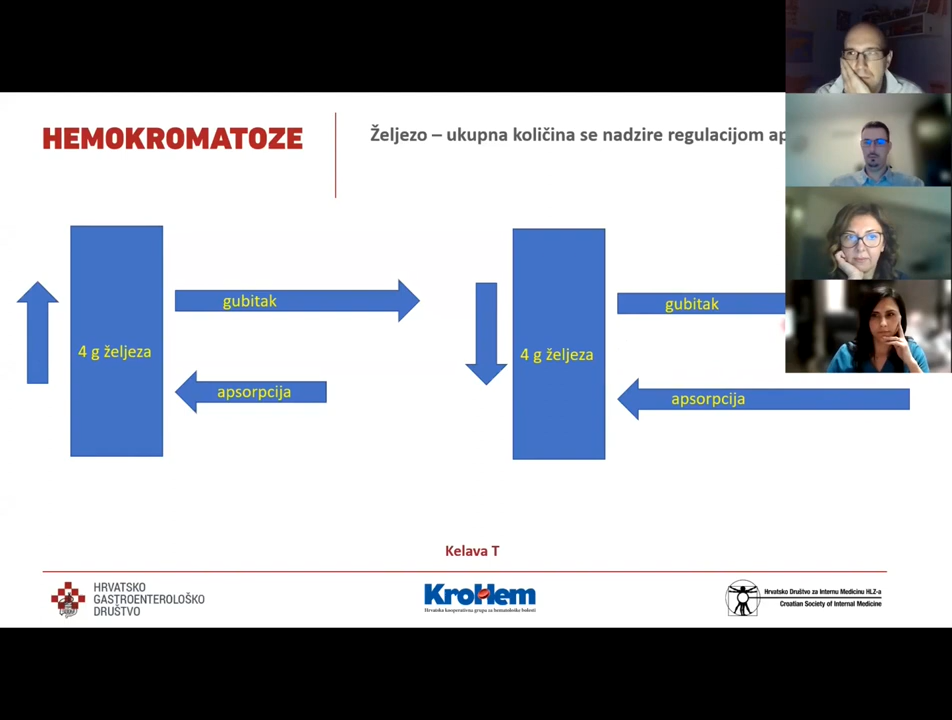 HEMOKROMATOZE
Željezo – ukupna količina se nadzire regulacijom
gubitak
4 g željeza
apsorpcija
gubitak
4 g željeza
apsorpcija
Kelava T
HRVATSKO
GASTROENTEROLOŠKO
DRUŠTVO
KroHem
Hrvatska kooperativna grupa za hematološke bolesti
Hrvatsko Društvo za Internu Medicinu HLZ-a
Croatian Society of Internal Medicine